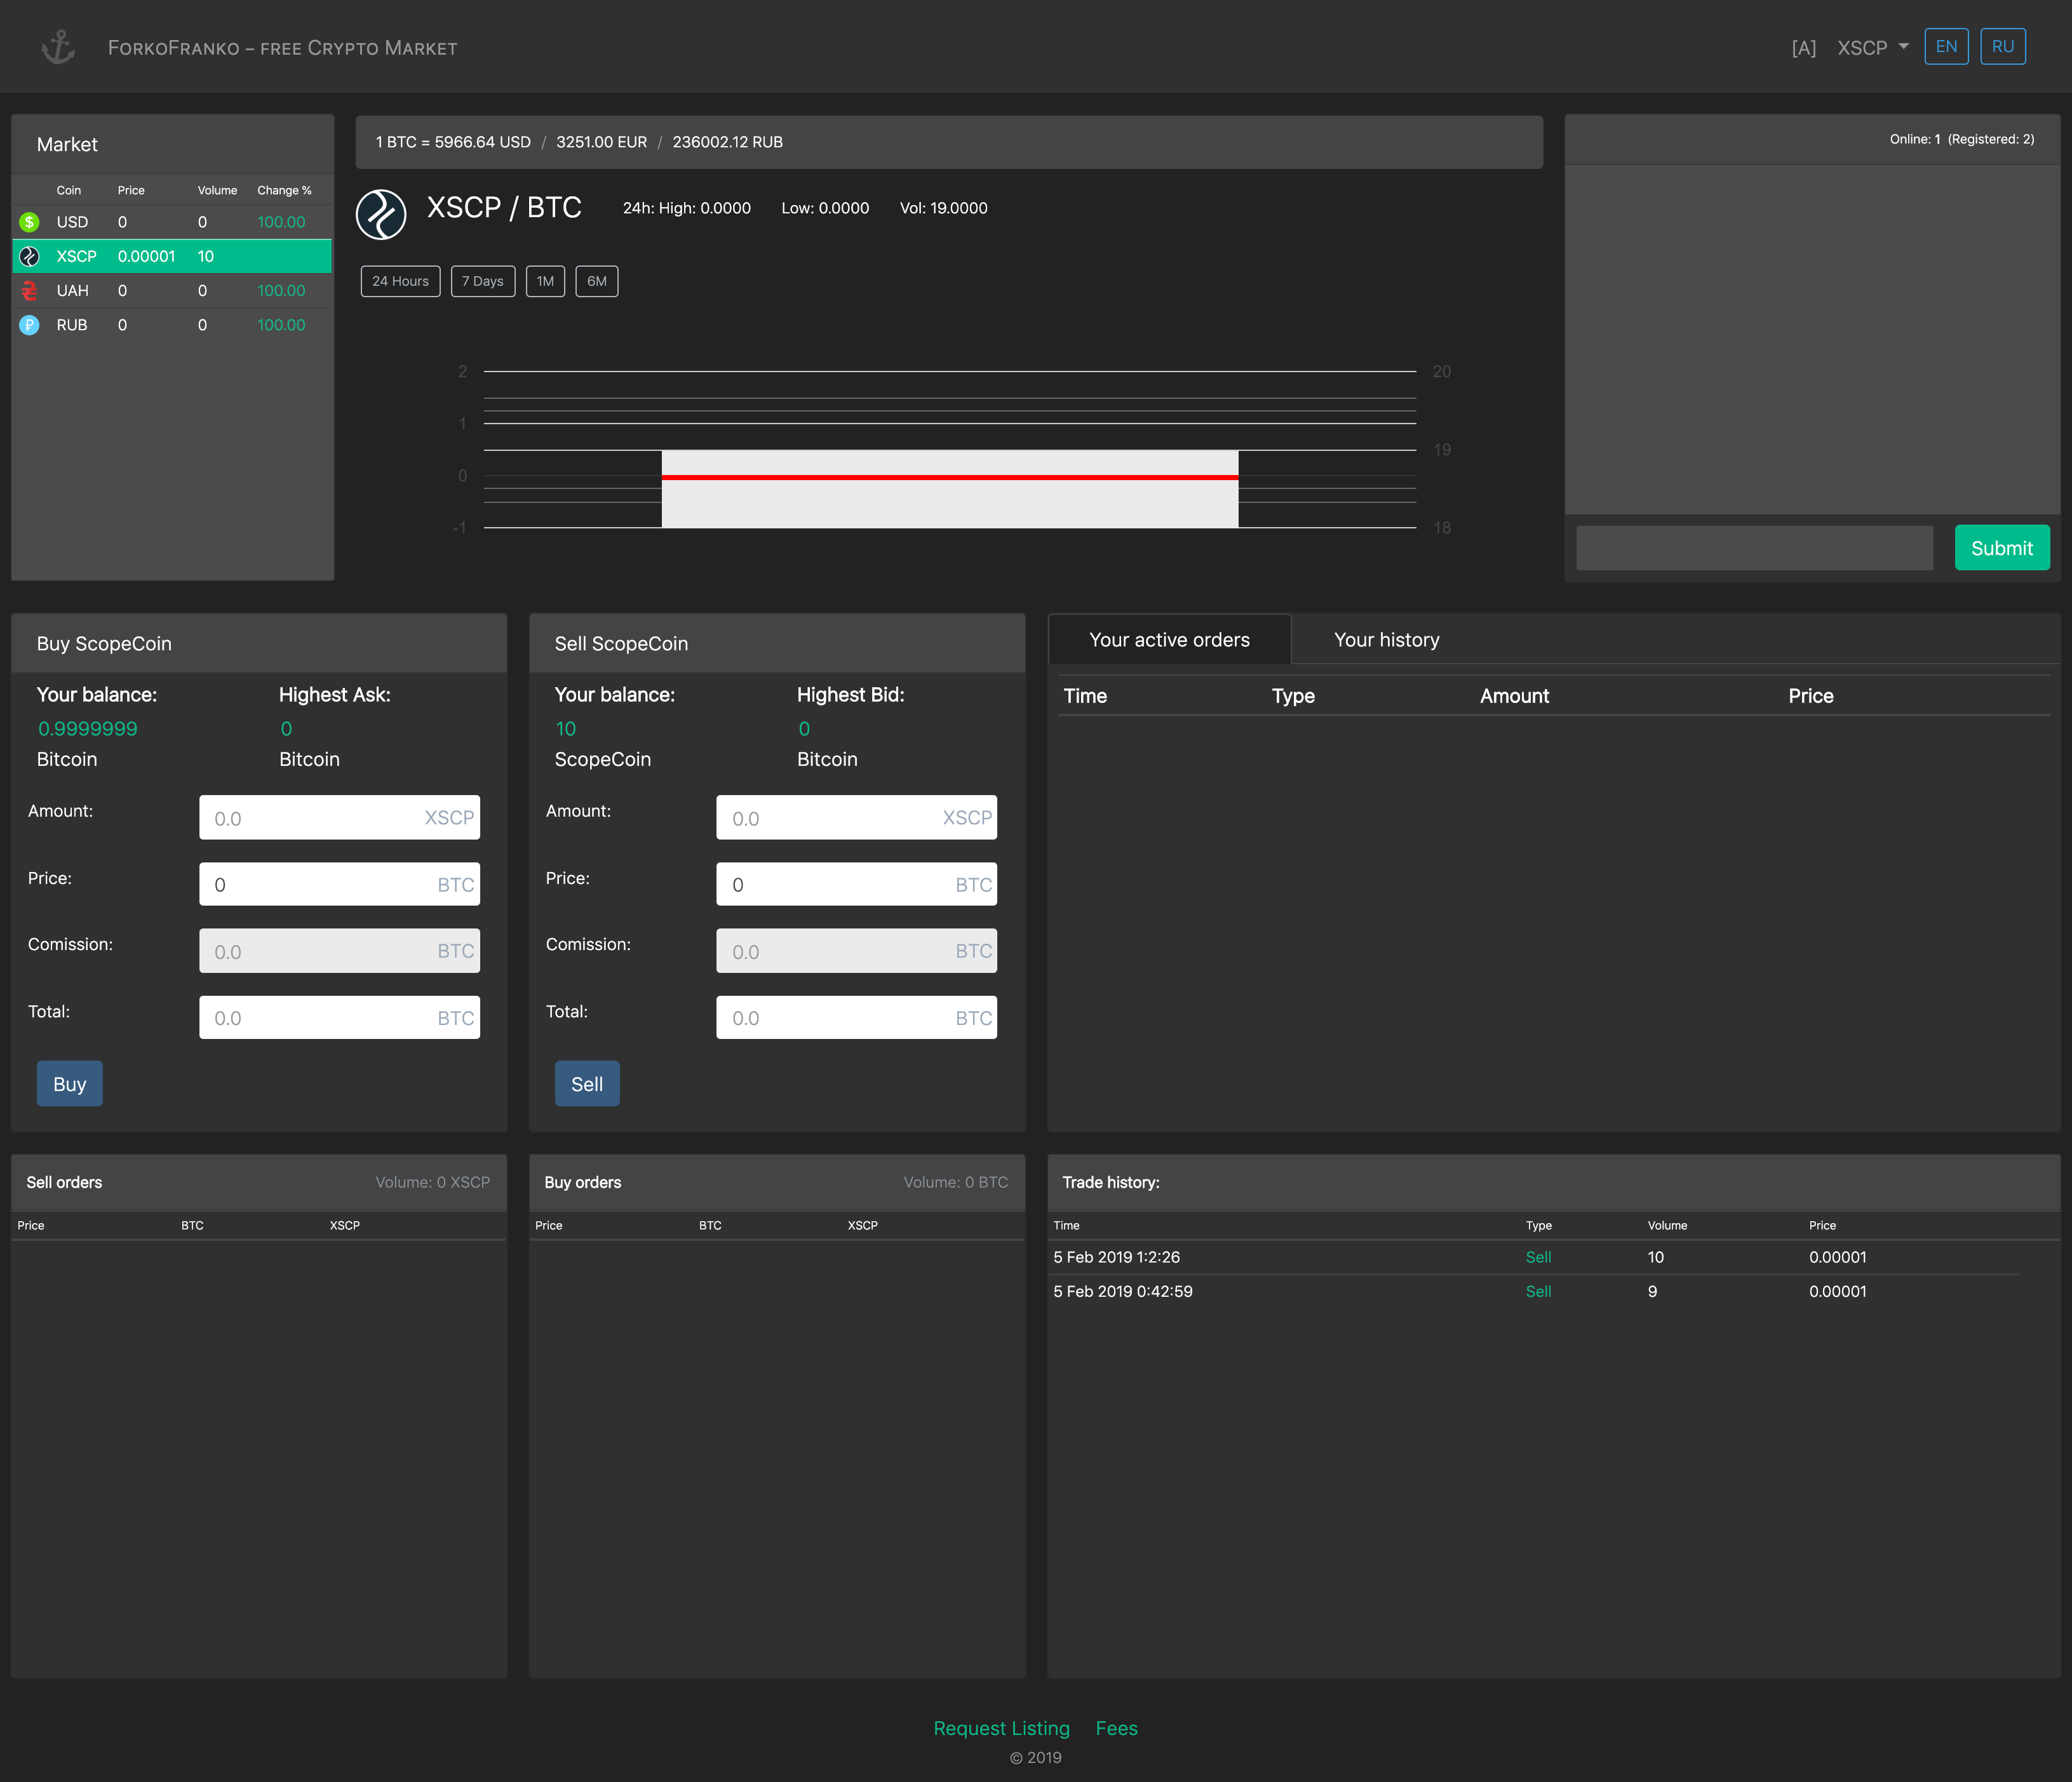 ForkoFranko – free Crypto Market
[A] XSCP EN RU
Market
Coin Price Volume Change %
$ USD 0 0 100.00
XSCP 0.00001 10
₴ UAH 0 0 100.00
₽ RUB 0 0 100.00
1 BTC = 5966.64 USD / 3251.00 EUR / 236002.12 RUB
XSCP / BTC 24h: High: 0.0000 Low: 0.0000 Vol: 19.0000
24 Hours 7 Days 1M 6M
2 20
1
19
0
-1 18
Online: 1 (Registered: 2)
Submit
Buy ScopeCoin
Your balance: Highest Ask:
0.9999999 0
Bitcoin Bitcoin
Amount: 0.0 XSCP
Price: 0 BTC
Comission: 0.0 BTC
Total: 0.0 BTC
Buy
Sell ScopeCoin
Your balance: Highest Bid:
10 0
ScopeCoin Bitcoin
Amount: 0.0 XSCP
Price: 0 BTC
Comission: 0.0 BTC
Total: 0.0 BTC
Sell
Your active orders Your history
Time Type Amount Price
Sell orders Volume: 0 XSCP
Price BTC XSCP
Buy orders Volume: 0 BTC
Price BTC XSCP
Trade history:
Time Type Volume Price
5 Feb 2019 1:2:26 Sell 10 0.00001
5 Feb 2019 0:42:59 Sell 9 0.00001
Request Listing Fees
© 2019